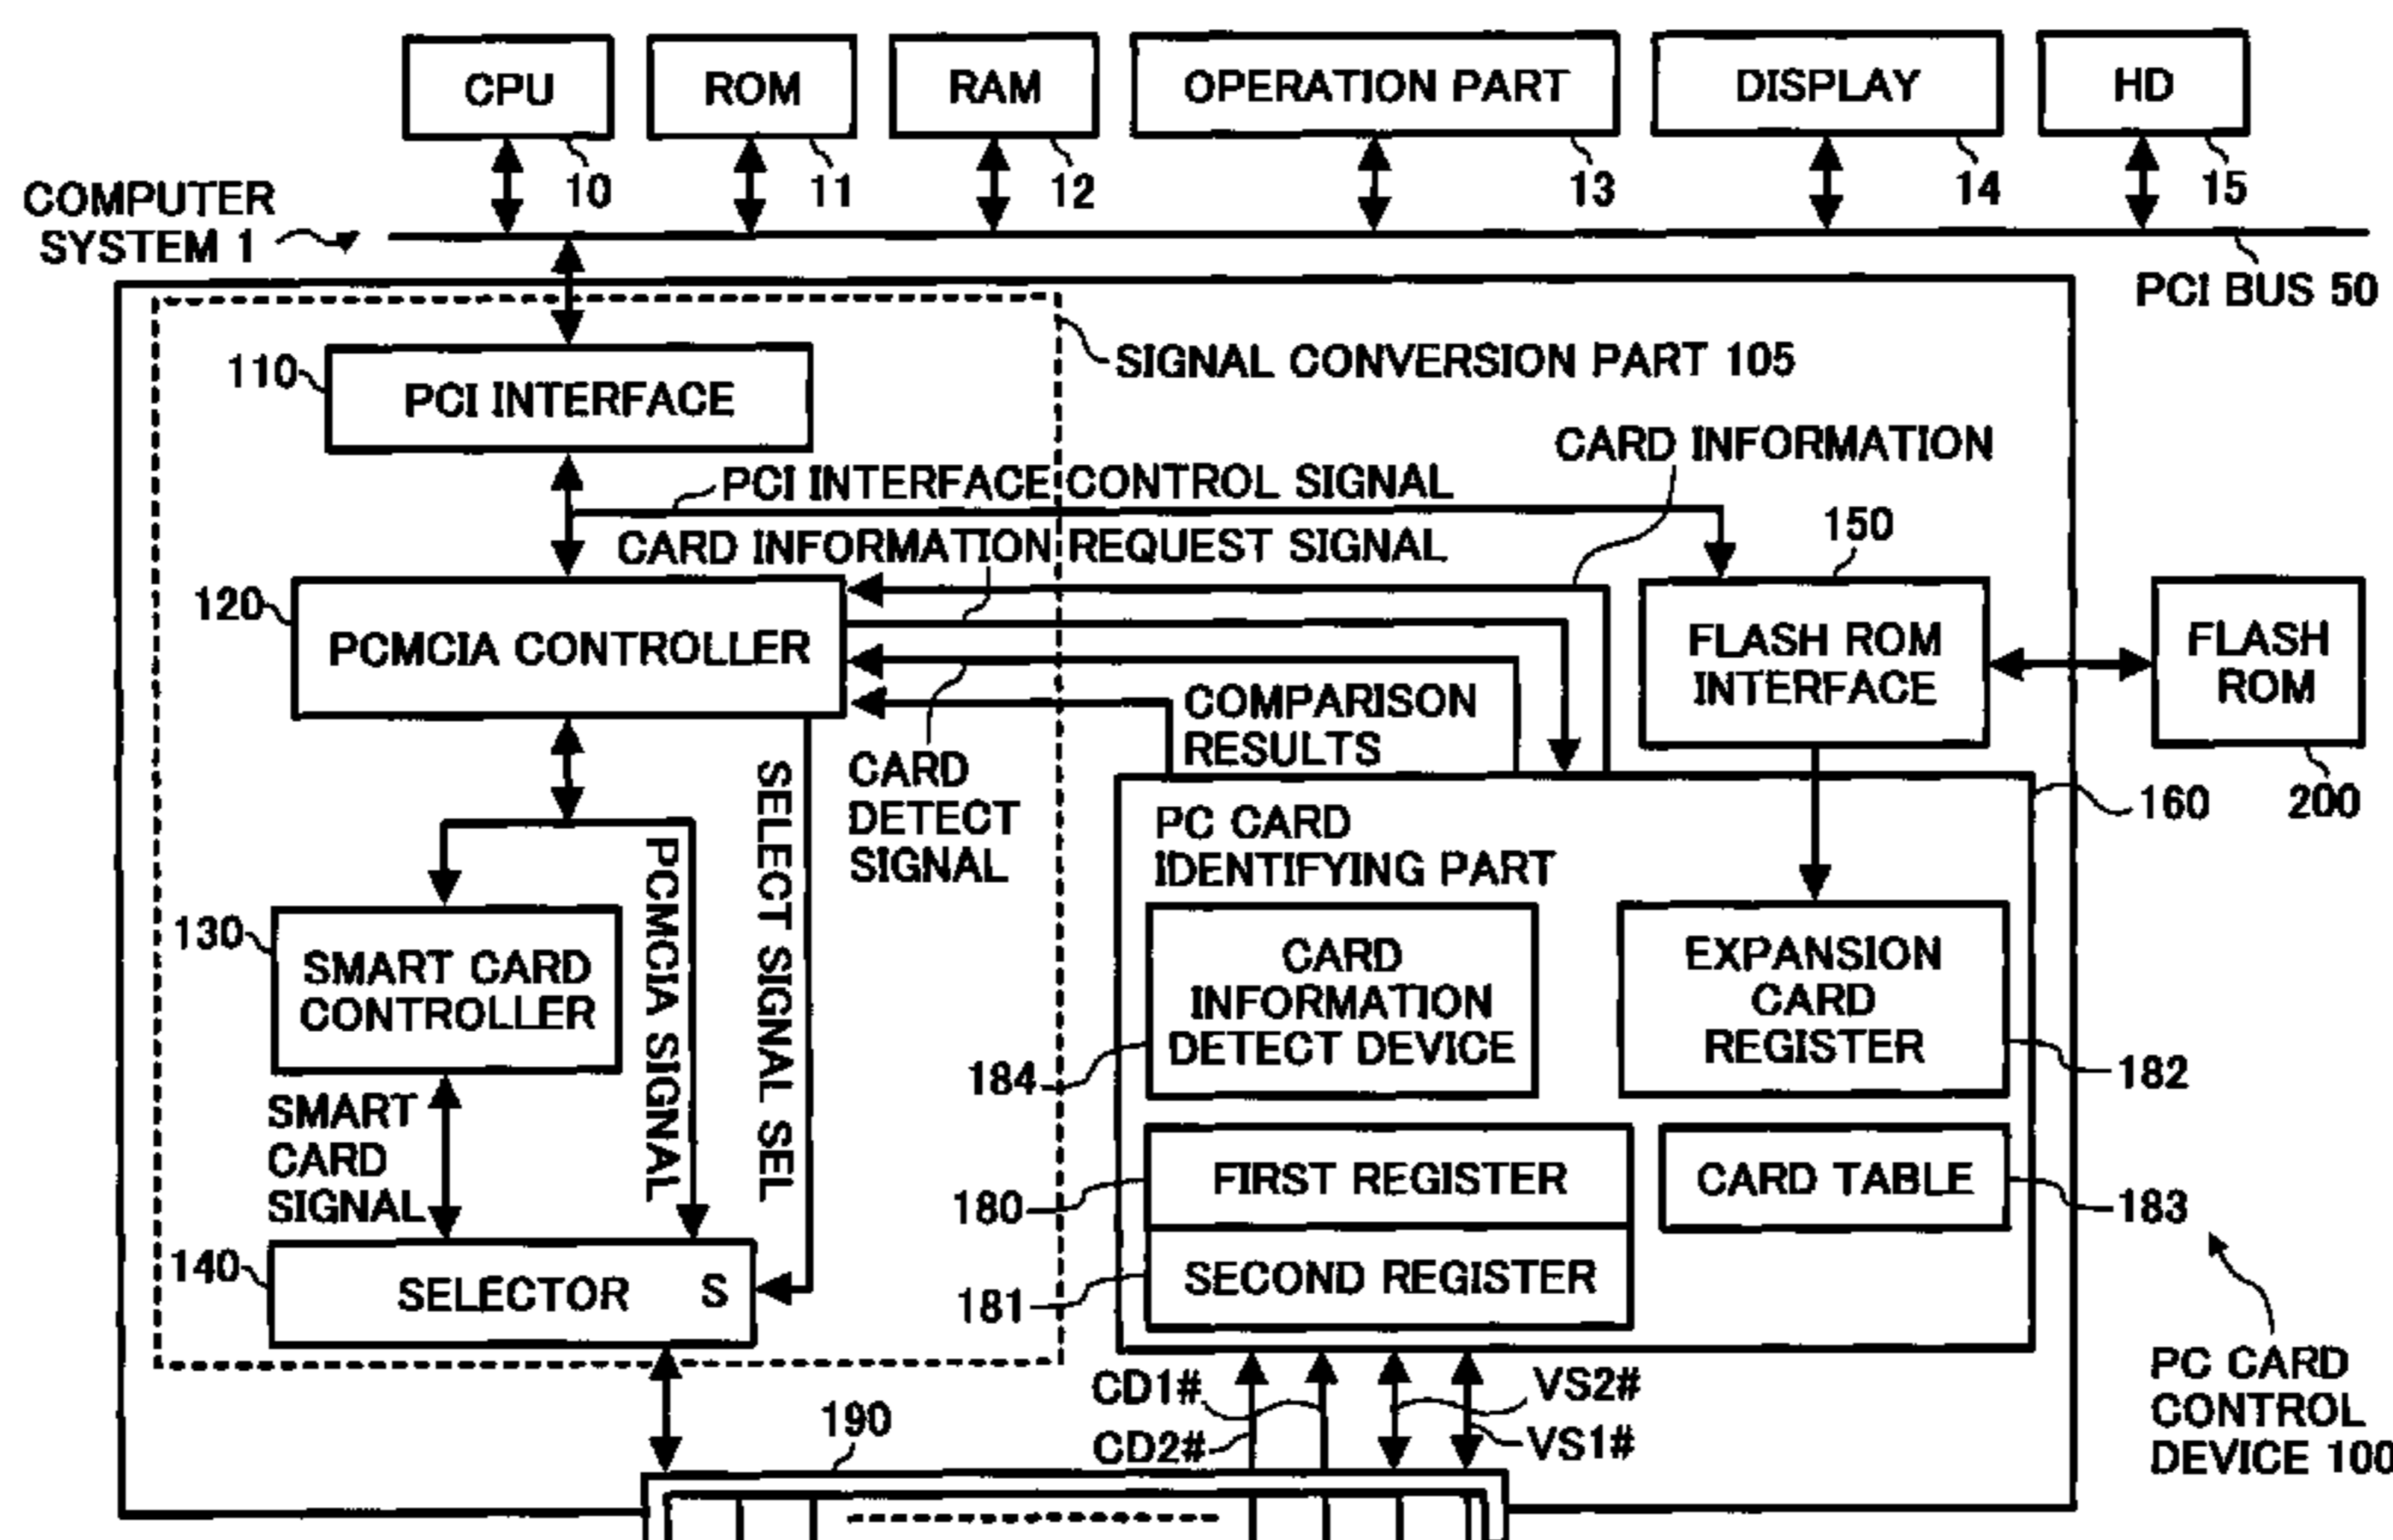 CPU
ROM
RAM
OPERATION PART
DISPLAY
HD
10
11
12
13
14
15
COMPUTER
SYSTEM 1
PCI BUS 50
SIGNAL CONVERSION PART 105
110
PCI INTERFACE
CARD INFORMATION
PCI INTERFACE CONTROL SIGNAL
150
CARD INFORMATION REQUEST SIGNAL
120
PCMCIA CONTROLLER
FLASH ROM
INTERFACE
FLASH
ROM
200
COMPARISON
RESULTS
CARD
DETECT
SIGNAL
SELECT SIGNAL SEL
PCMCIA SIGNAL
160
PC CARD
IDENTIFYING PART
130
SMART CARD
CONTROLLER
CARD
INFORMATION
DETECT DEVICE
184
EXPANSION
CARD
REGISTER
182
SMART
CARD
SIGNAL
180
FIRST REGISTER
CARD TABLE
183
140
SELECTOR S
181
SECOND REGISTER
CD1#
CD2#
VS2#
VS1#
190
PC CARD
CONTROL
DEVICE 100